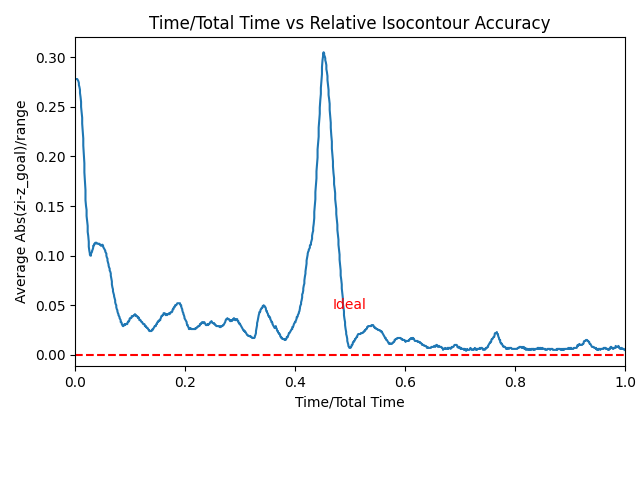 Time/Total Time vs Relative Isocontour Accuracy
Average Abs(zi-z_goal)/range
0.30
0.25
0.20
0.15
0.10
0.05
0.00
Ideal
0.0 0.2 0.4 0.6 0.8 1.0
Time/Total Time